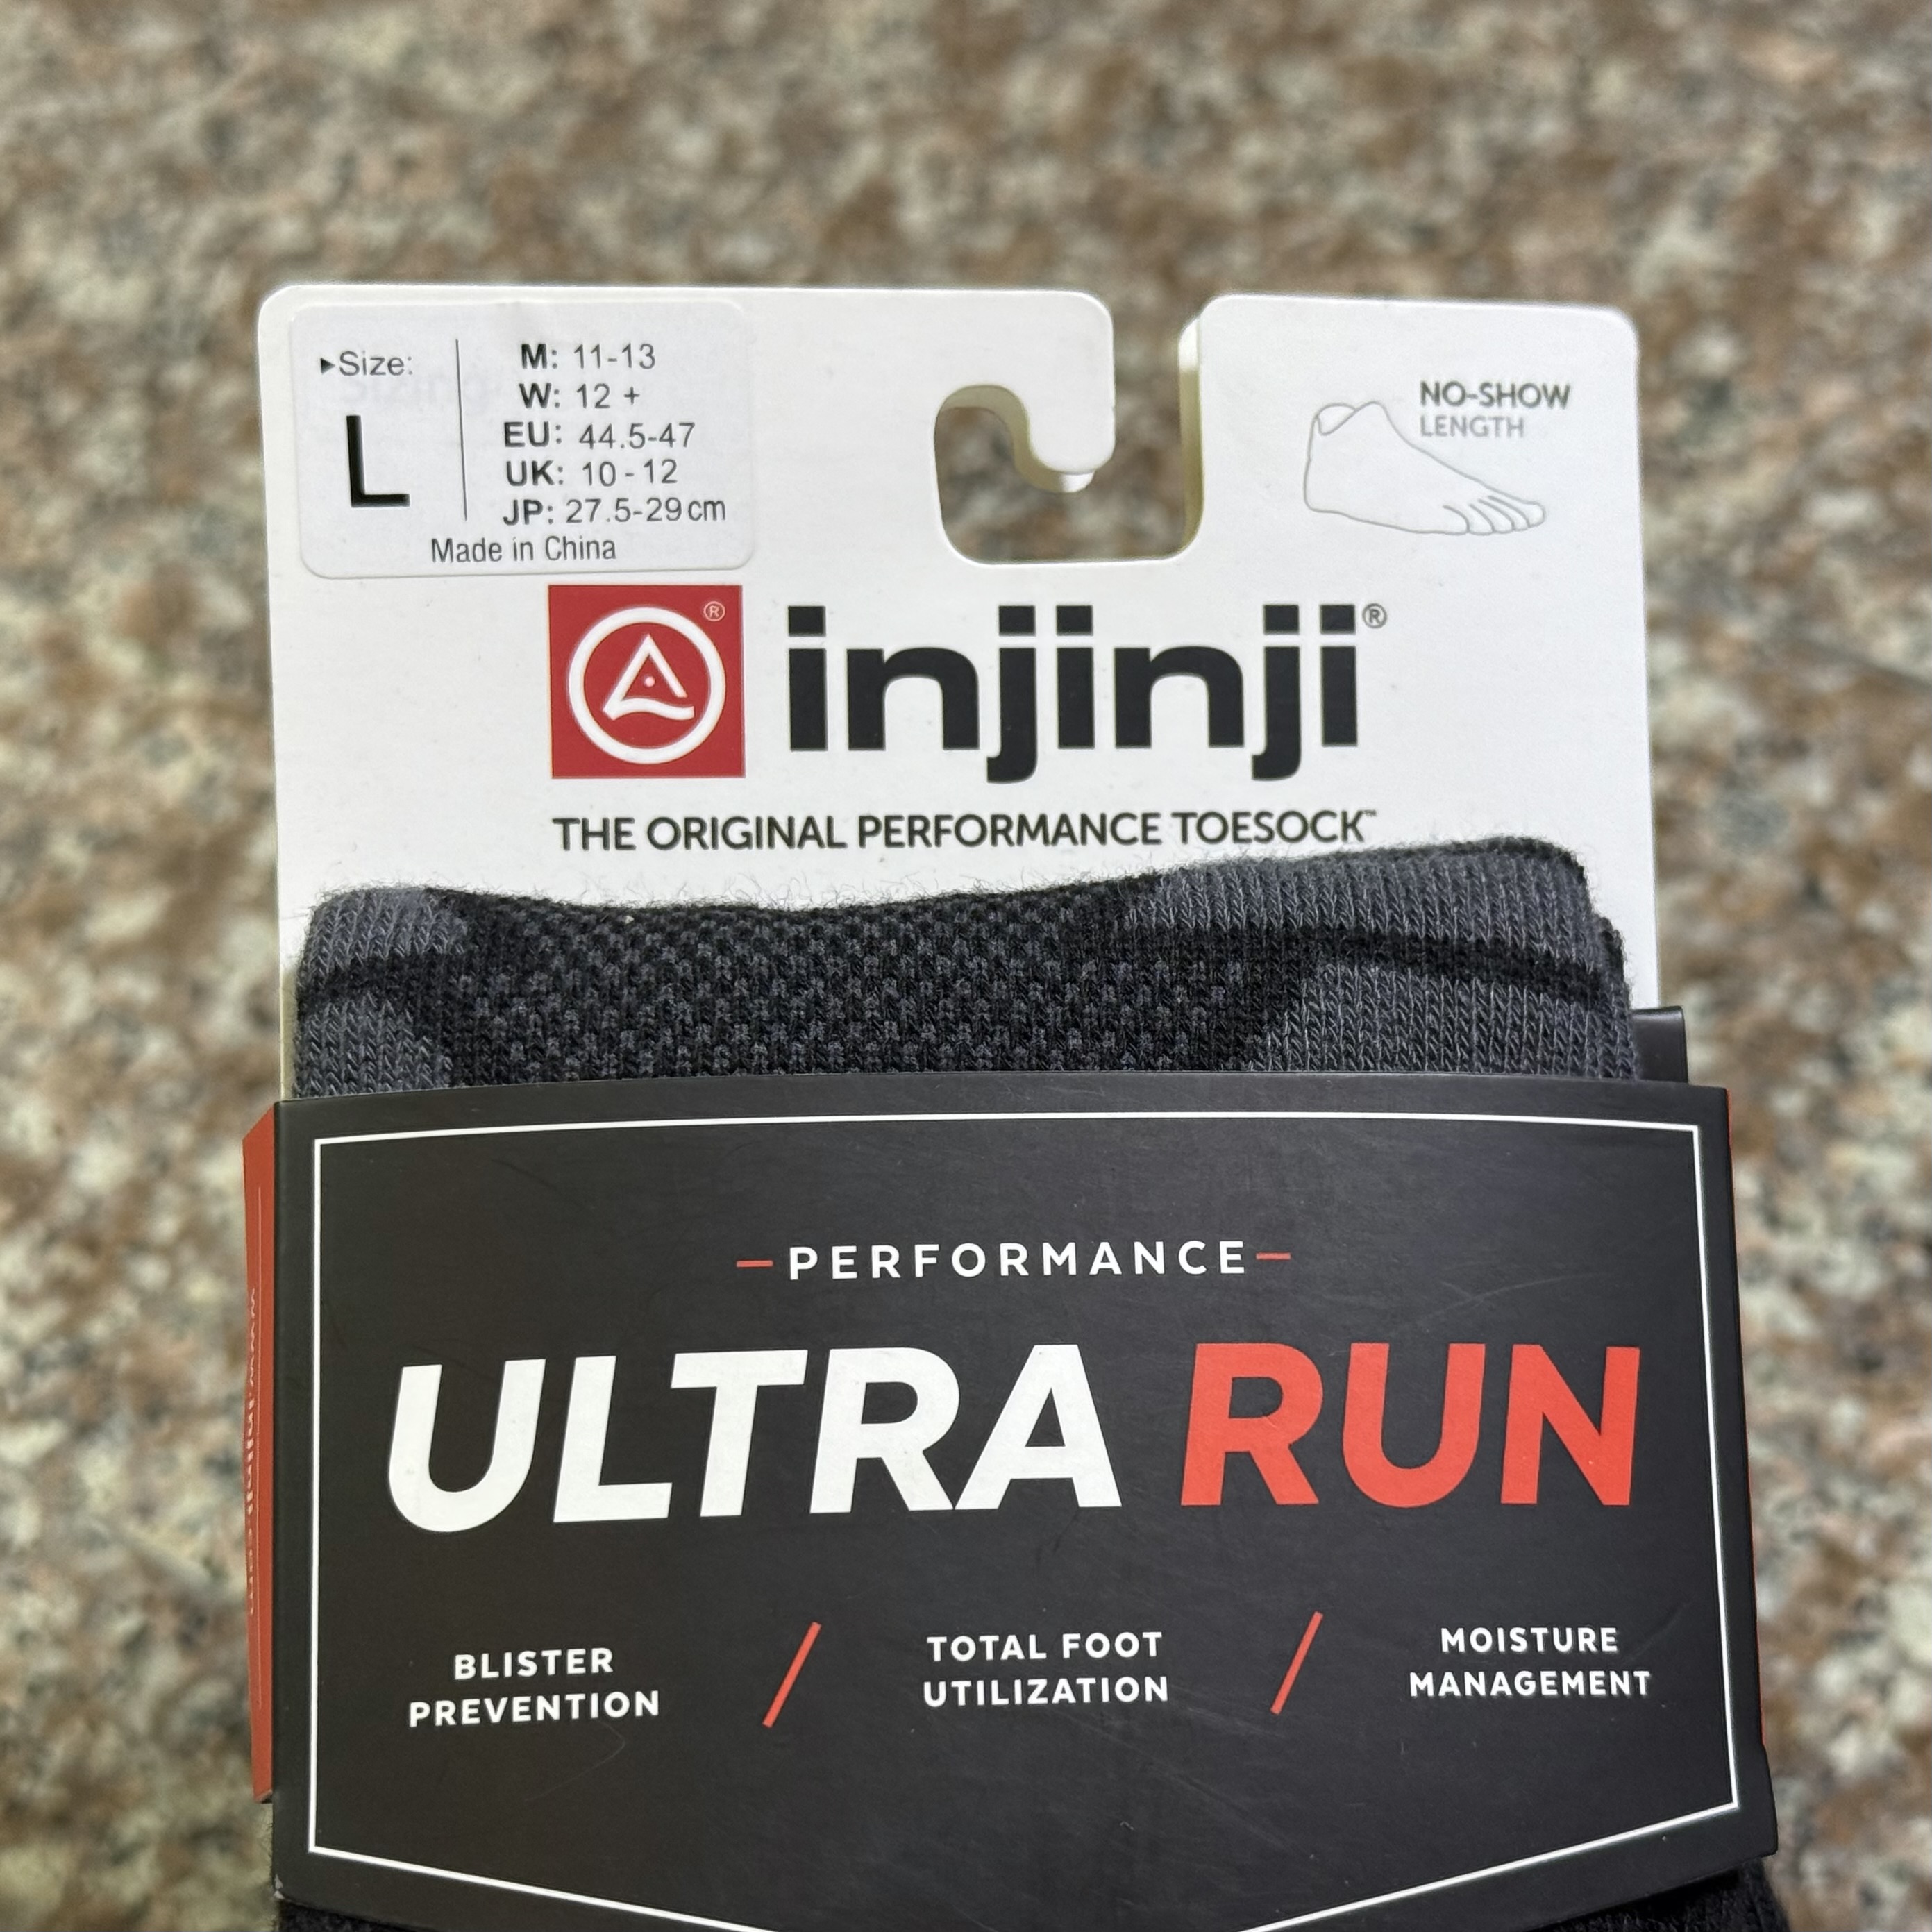 ▸Size:
L
M: 11-13
W: 12 +
EU: 44.5-47
UK: 10 - 12
JP: 27.5-29cm
Made in China
NO-SHOW
LENGTH
®
injinji®
THE ORIGINAL PERFORMANCE TOESOCK™
PERFORMANCE
ULTRA RUN
BLISTER
PREVENTION
TOTAL FOOT
UTILIZATION
MOISTURE
MANAGEMENT